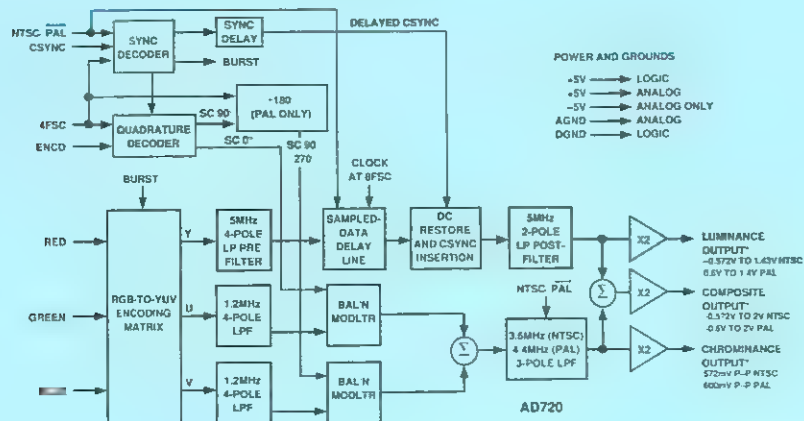 NTSC PAL
CSYNC
SYNC
DECODER
SYNC
DELAY
DELAYED CSYNC
BURST
4FSC
ENCD
QUADRATURE
DECODER
SC 90
SC 0°
-180
(PAL ONLY)
SC 90
270
POWER AND GROUNDS
+5V LOGIC
+5V ANALOG
-5V ANALOG ONLY
AGND ANALOG
DGND LOGIC
CLOCK
AT 8FSC
BURST
RED
GREEN
RGB-TO-YUV
ENCODING
MATRIX
Y
U
V
5MHz
4-POLE
LP PRE
FILTER
SAMPLED-
DATA
DELAY
LINE
DC
RESTORE
AND CSYNC
INSERTION
5MHz
2-POLE
LP POST-
FILTER
X2
LUMINANCE
OUTPUT*
-0.572V TO 1.43V NTSC
0.6V TO 1.4V PAL
1.2MHz
4-POLE
LPF
BAL'N
MODLTR
Σ
NTSC PAL
3.6MHz (NTSC)
4 4MHz (PAL)
3-POLE LPF
Σ
X2
COMPOSITE
OUTPUT*
-0.572 TO 2V NTSC
-0.6V TO 2V PAL
1.2MHz
4-POLE
LPF
BAL'N
MODLTR
X2
CHROMINANCE
OUTPUT*
572mV P-P NTSC
600mV P-P PAL
AD720